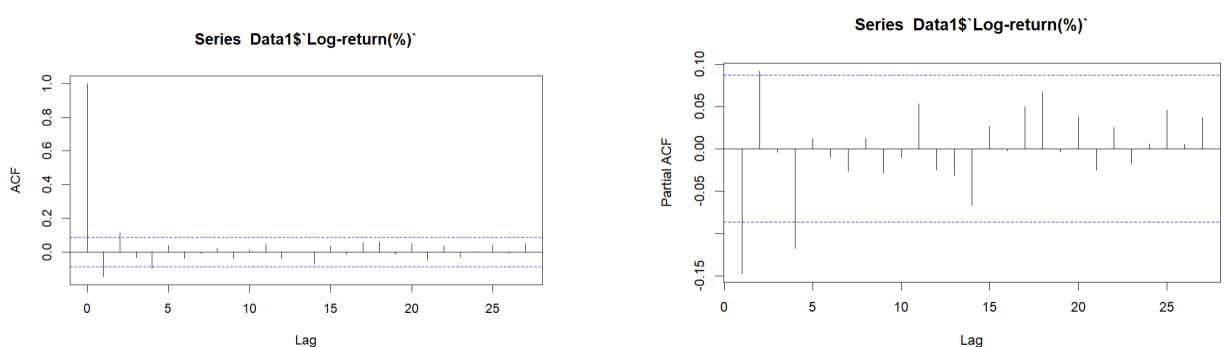 Series Data1$`Log-return(%)`
ACF
1.0
0.8
0.6
0.4
0.2
0.0
0 5 10 15 20 25
Lag
Series Data1$`Log-return(%)`
Partial ACF
0.10
0.05
0.00
-0.05
-0.15
5 10 15 20 25
Lag